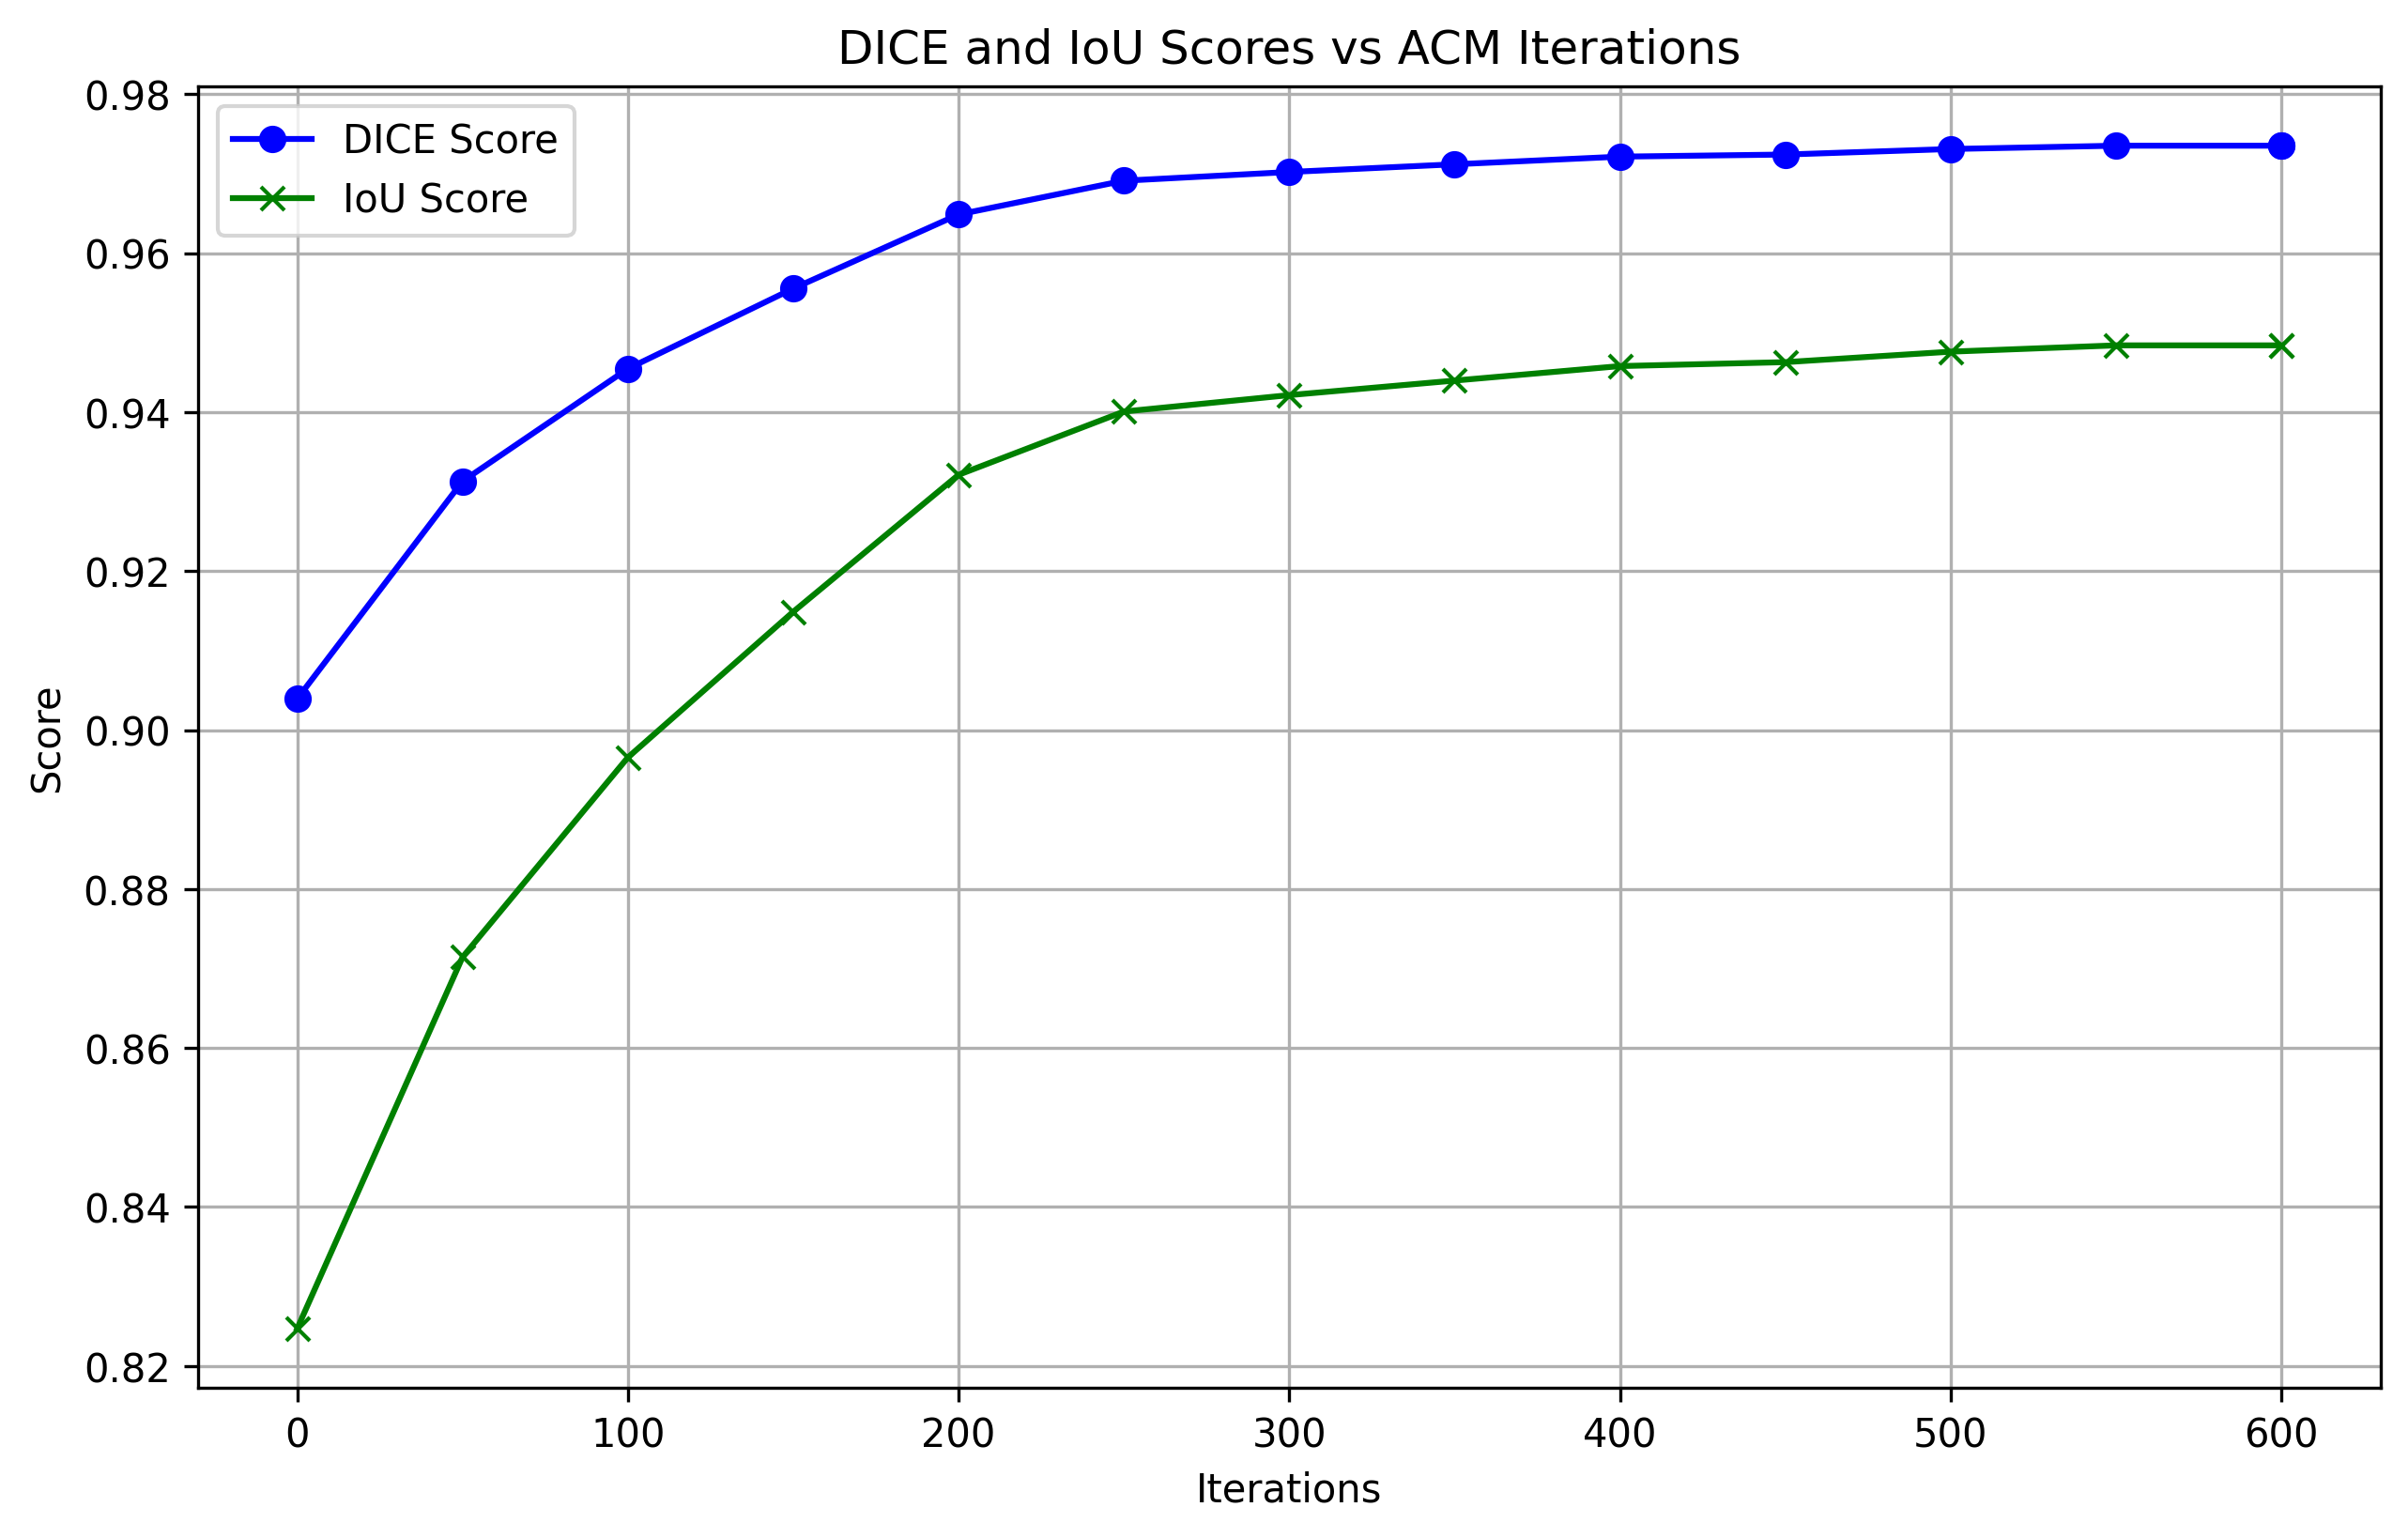 DICE and IoU Scores vs ACM Iterations
DICE Score
IoU Score
0.98
0.96
0.94
0.92
0.90
0.88
0.86
0.84
0.82
Score
0 100 200 300 400 500 600
Iterations